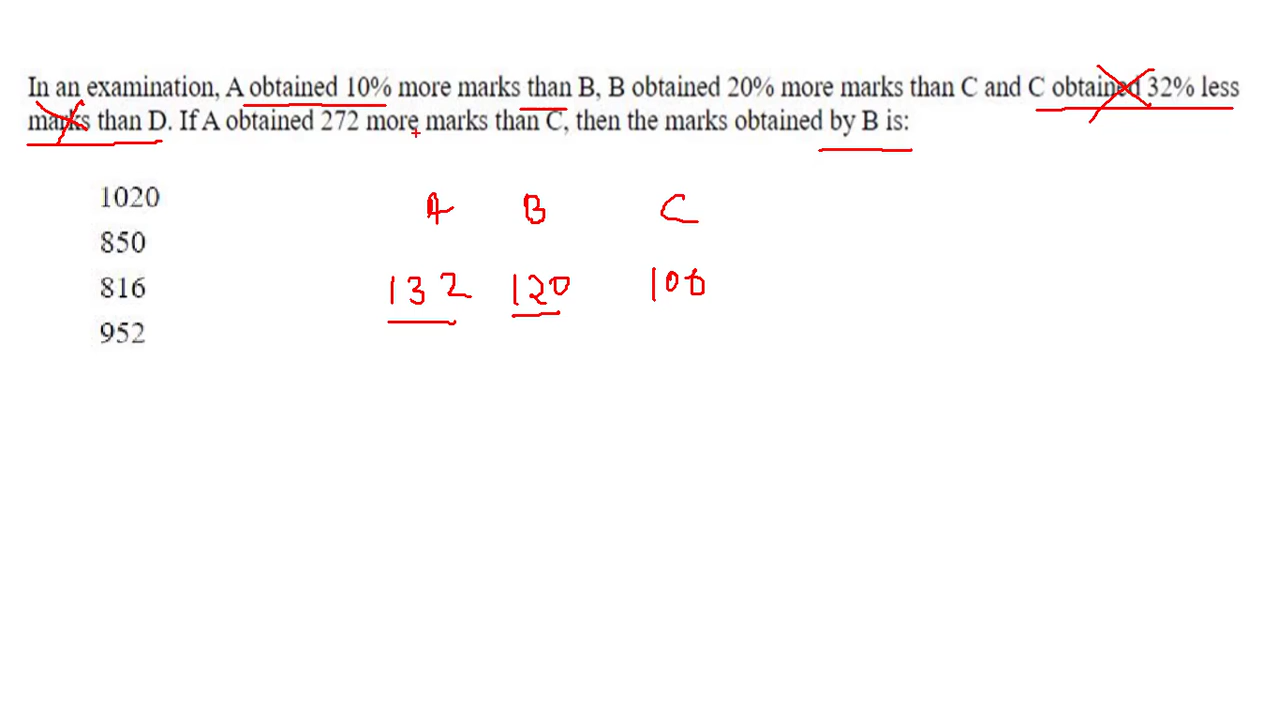 In an examination, A obtained 10% more marks than B, B obtained 20% more marks than C and C obtained 32% less
marks than D. If A obtained 272 more marks than C, then the marks obtained by B is:
1020
850
816
952
A B C
132 120 100